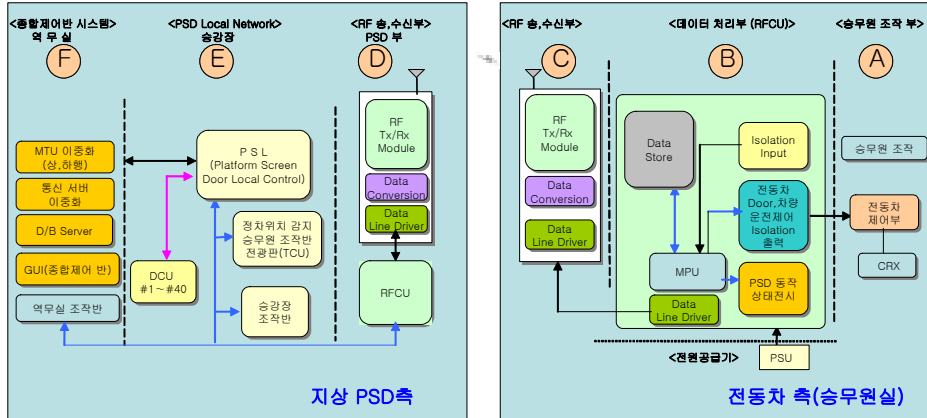 <종합제어반 시스템>
역 무 실
F
<PSD Local Network>
승강장
E
<RF 송,수신부>
PSD 부
D
MTU 이중화
(상,하행)
통신 서버
이중화
D/B Server
GUI(종합제어 반)
역무실 조작반
P S L
(Platform Screen
Door Local Control)
정차위치 감지
승무원 조작반
전광판(TCU)
DCU
#1~#40
승강장
조작반
RF
Tx/Rx
Module
Data
Conversion
Data
Line Driver
RFCU
지상 PSD측
<RF 송,수신부>
C
<데이터 처리부 (RFCU)>
B
<승무원 조작 부>
A
RF
Tx/Rx
Module
Data
Conversion
Data
Line Driver
Data
Store
Isolation
Input
전동차
Door,차량
운전제어
Isolation
출력
MPU
PSD 동작
상태전시
Data
Line Driver
승무원 조작
전동차
제어부
CRX
<전원공급기>
PSU
전동차 측(승무원실)